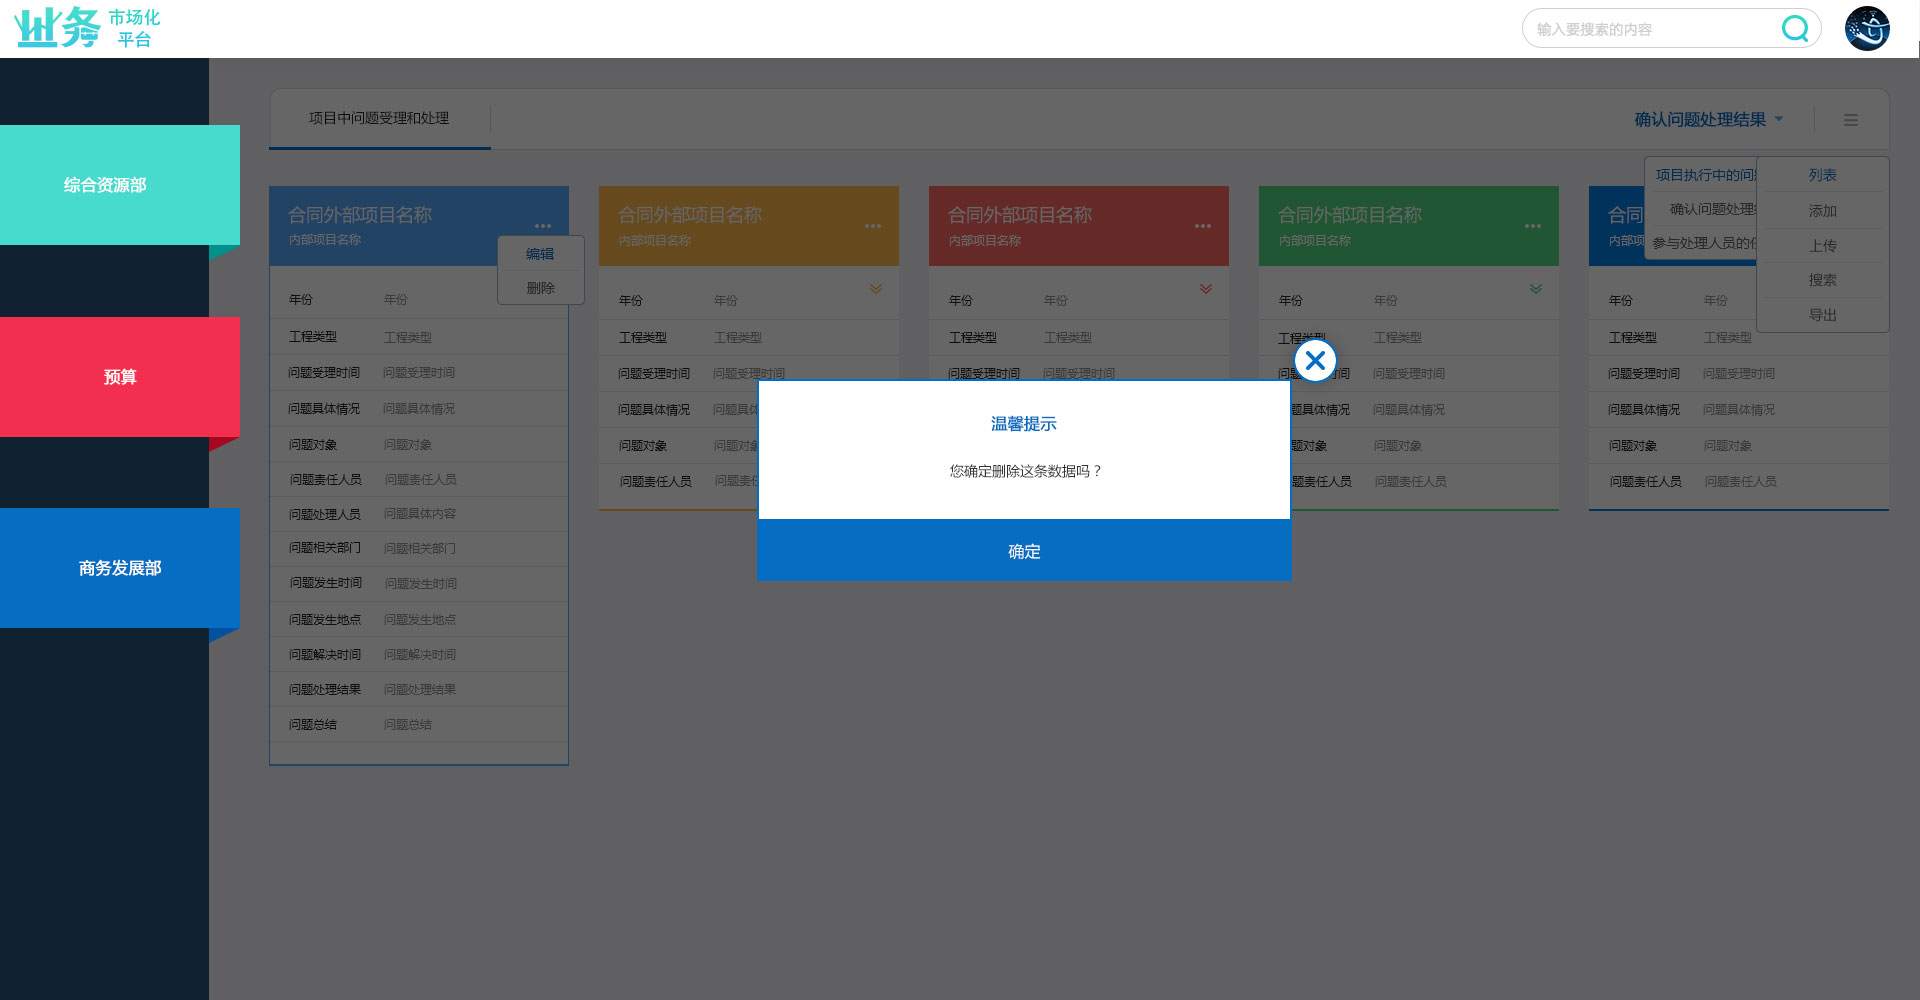 业务 市场化
平台
输入要搜索的内容
综合资源部
预算
商务发展部
项目中问题受理和处理
确认问题处理结果
项目执行中的问
确认问题处理
参与处理人员的
列表
添加
上传
搜索
导出
合同外部项目名称
内部项目名称
编辑
删除
年份 年份
工程类型 工程类型
问题受理时间 问题受理时间
问题具体情况 问题具体情况
问题对象 问题对象
问题责任人员 问题责任人员
问题处理人员 问题具体内容
问题相关部门 问题相关部门
问题发生时间 问题发生时间
问题发生地点 问题发生地点
问题解决时间 问题解决时间
问题处理结果 问题处理结果
问题总结 问题总结
合同外部项目名称
内部项目名称
年份 年份
工程类型 工程类型
问题受理时间 问题受理时间
问题具体情况 问题具体
问题对象 问题对
问题责任人员 问题责
合同外部项目名称
内部项目名称
年份 年份
工程类型 工程类型
问题受理时间 问题受理时间
合同外部项目名称
内部项目名称
年份 年份
工程类型 工程类型
问题 时间 问题受理时间
题具体情况 问题具体情况
题对象 问题对象
题责任人员 问题责任人员
合同
内部项
年份 年份
工程类型 工程类型
问题受理时间 问题受理时间
问题具体情况 问题具体情况
问题对象 问题对象
问题责任人员 问题责任人员
温馨提示
您确定删除这条数据吗？
确定